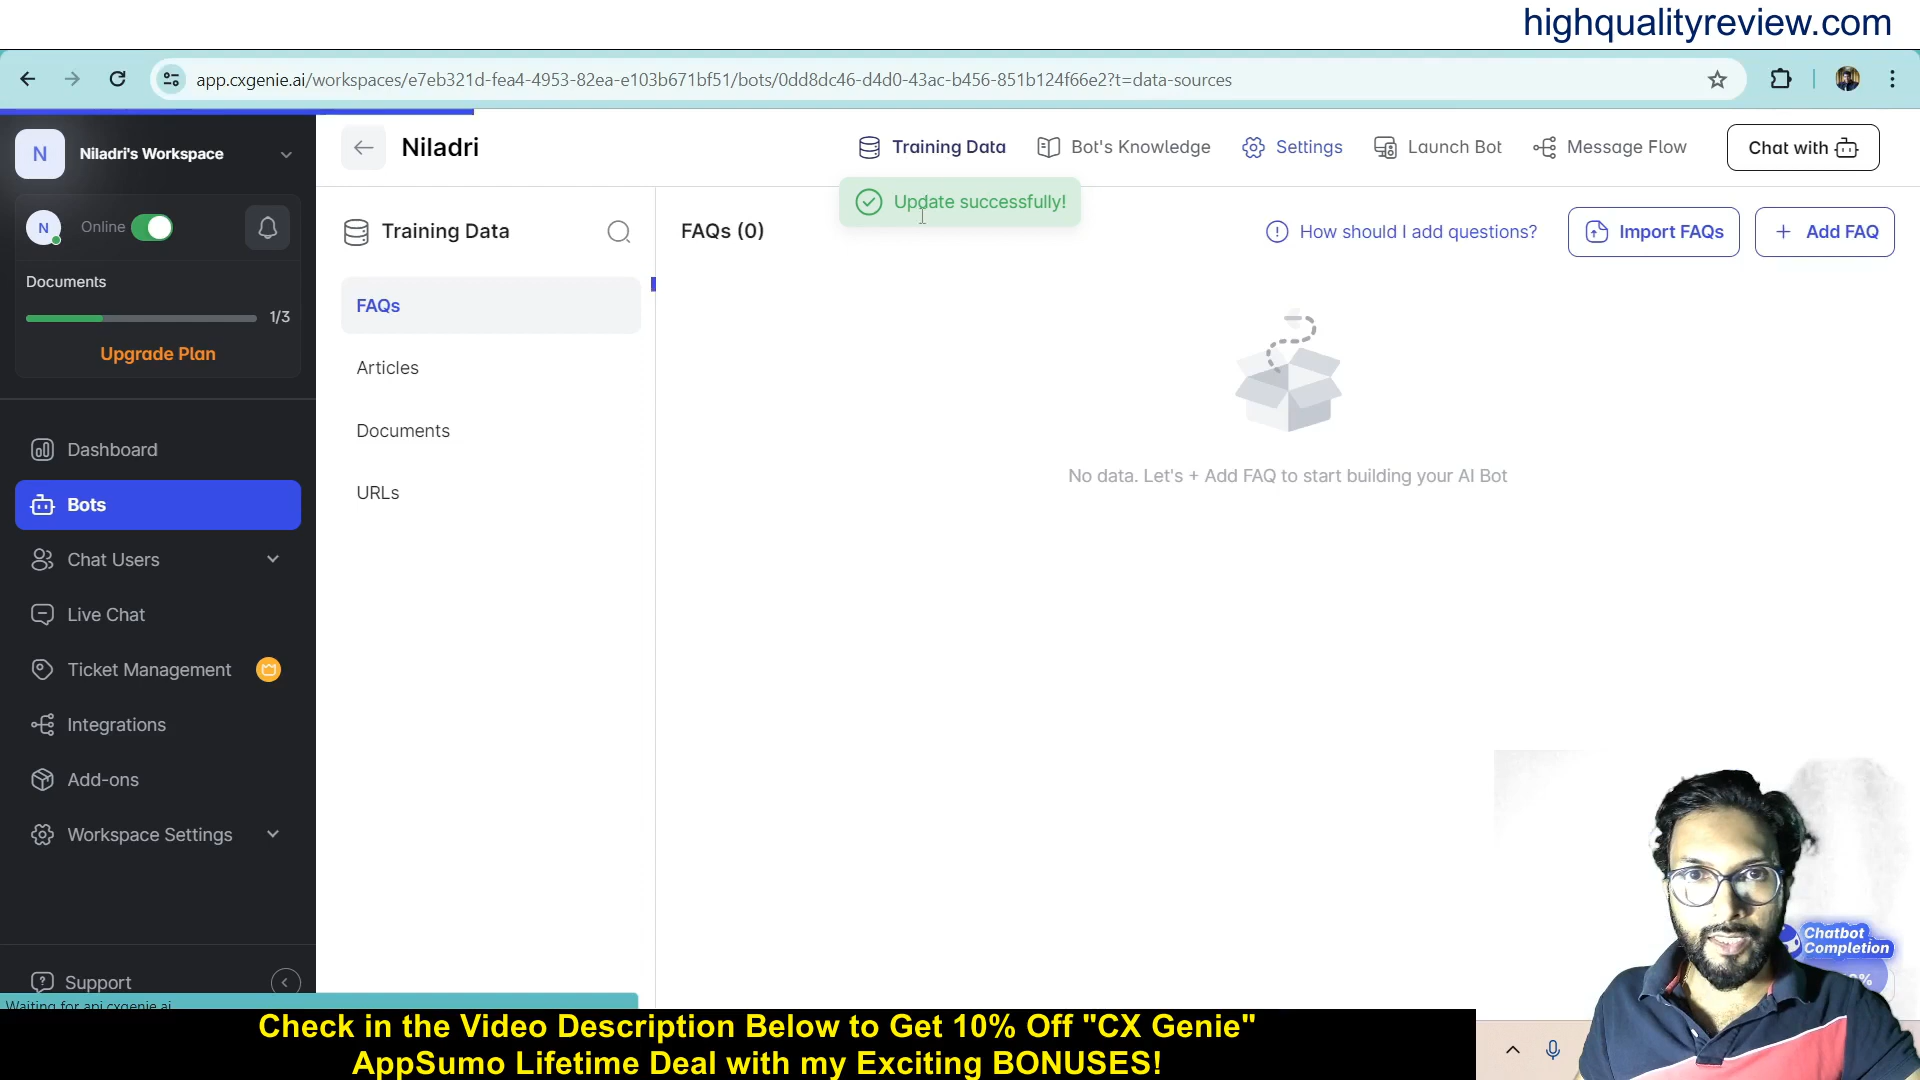 highqualityreview.com
app.cxgenie.ai/workspaces/e7eb321d-fea4-4953-82ea-e103b671bf51/bots/0dd8dc46-d4d0-43ac-b456-851b124f66e2?t=data-sources
N
Niladri's Workspace
Niladri
Training Data
Bot's Knowledge
Settings
Launch Bot
Message Flow
Chat with
N
Online
Update successfully!
Training Data
FAQs (0)
How should I add questions?
Import FAQs
+ Add FAQ
Documents
1/3
Upgrade Plan
FAQs
Articles
Documents
URLs
No data. Let's + Add FAQ to start building your AI Bot
Dashboard
Bots
Chat Users
Live Chat
Ticket Management
Integrations
Add-ons
Workspace Settings
Support
Chatbot
Completion
Waiting for api.cxgenie.ai
Check in the Video Description Below to Get 10% Off "CX Genie"
AppSumo Lifetime Deal with my Exciting BONUSES!